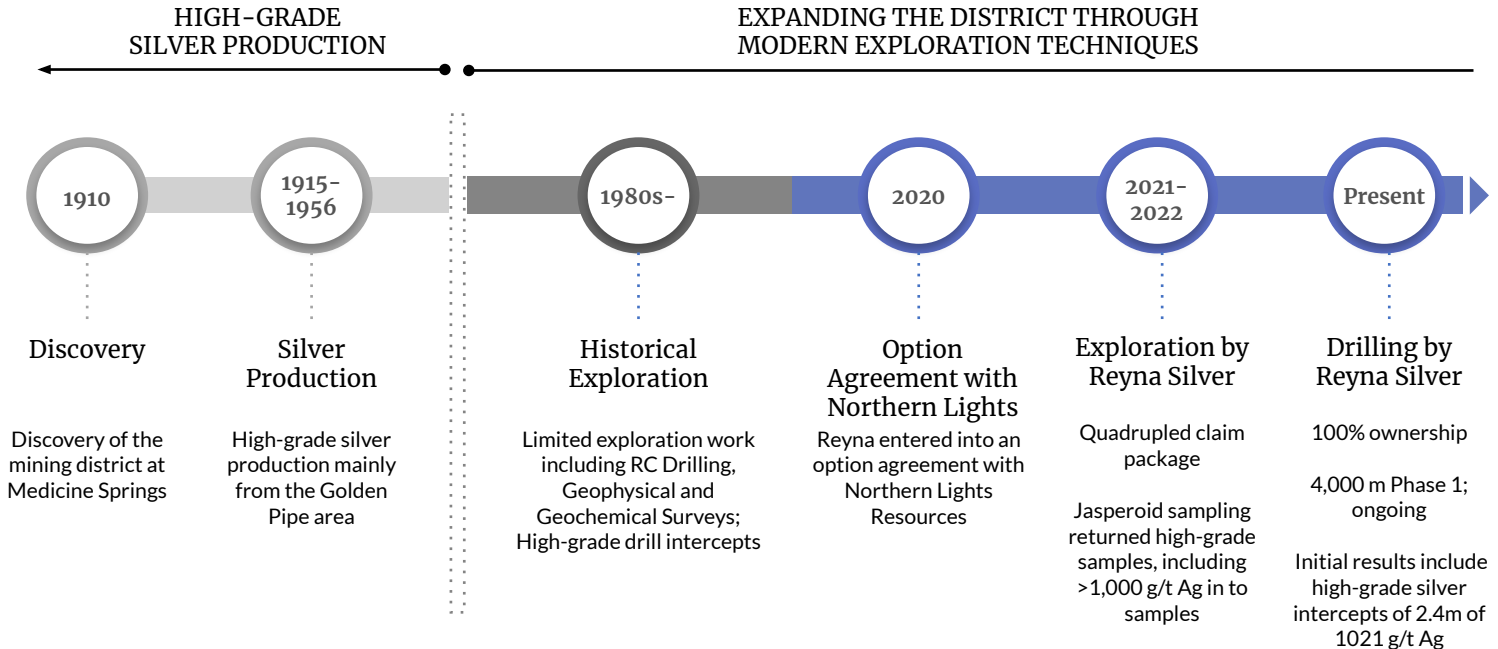 HIGH-GRADE
SILVER PRODUCTION
EXPANDING THE DISTRICT THROUGH
MODERN EXPLORATION TECHNIQUES
1910
1915-
1956
1980s-
2020
2021-
2022
Present
Discovery
Discovery of the
mining district at
Medicine Springs
Silver
Production
High-grade silver
production mainly
from the Golden
Pipe area
Historical
Exploration
Limited exploration work
including RC Drilling,
Geophysical and
Geochemical Surveys;
High-grade drill intercepts
Option
Agreement with
Northern Lights
Reyna entered into an
option agreement with
Northern Lights
Resources
Exploration by
Reyna Silver
Quadrupled claim
package
Jasperoid sampling
returned high-grade
samples, including
>1,000 g/t Ag in to
samples
Drilling by
Reyna Silver
100% ownership
4,000 m Phase 1;
ongoing
Initial results include
high-grade silver
intercepts of 2.4m of
1021 g/t Ag